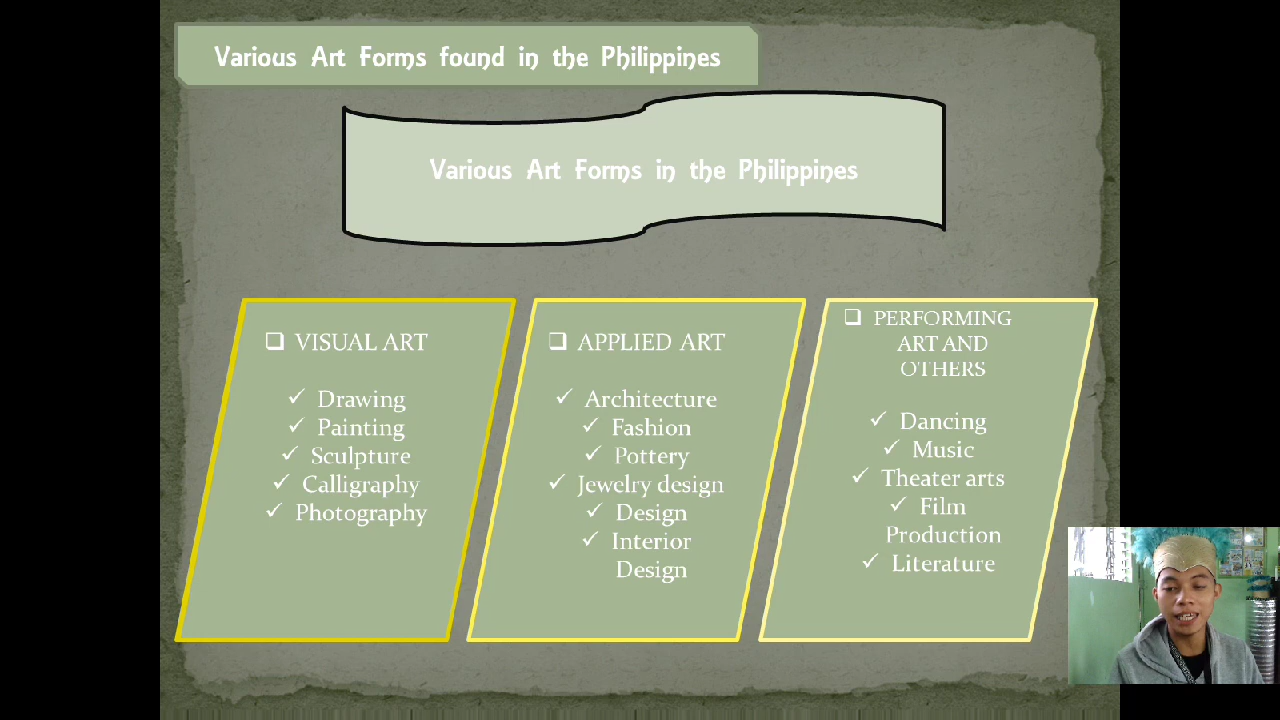 Various Art Forms found in the Philippines
Various Art Forms in the Philippines
❑ VISUAL ART
✓ Drawing
✓ Painting
✓ Sculpture
✓ Calligraphy
✓ Photography
❑ APPLIED ART
✓ Architecture
✓ Fashion
✓ Pottery
✓ Jewelry design
✓ Design
✓ Interior
Design
❑ PERFORMING
ART AND
OTHERS
✓ Dancing
✓ Music
✓ Theater arts
✓ Film
Production
✓ Literature